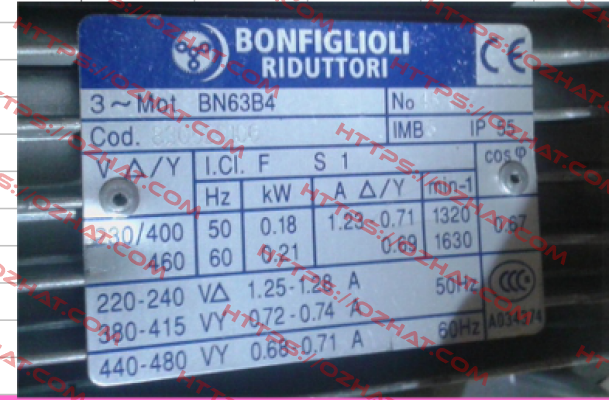 BONFIGLIOLI
RIDUTTORI
CE
3~Mot. BN63B4 No
Cod. IMB IP 55
V Δ/Y I.Cl. F S 1 cos φ
Hz kW A Δ/Y min-1
230/400 50 0.18 1.23-0.71 1320 0.67
460 60 0.21 0.69 1630
220-240 VΔ 1.25-1.28 A 50Hz
380-415 VY 0.72-0.74 A
440-480 VY 0.68-0.71 A 60Hz
CCC
A034374
HTTPS://OZHAT.COM